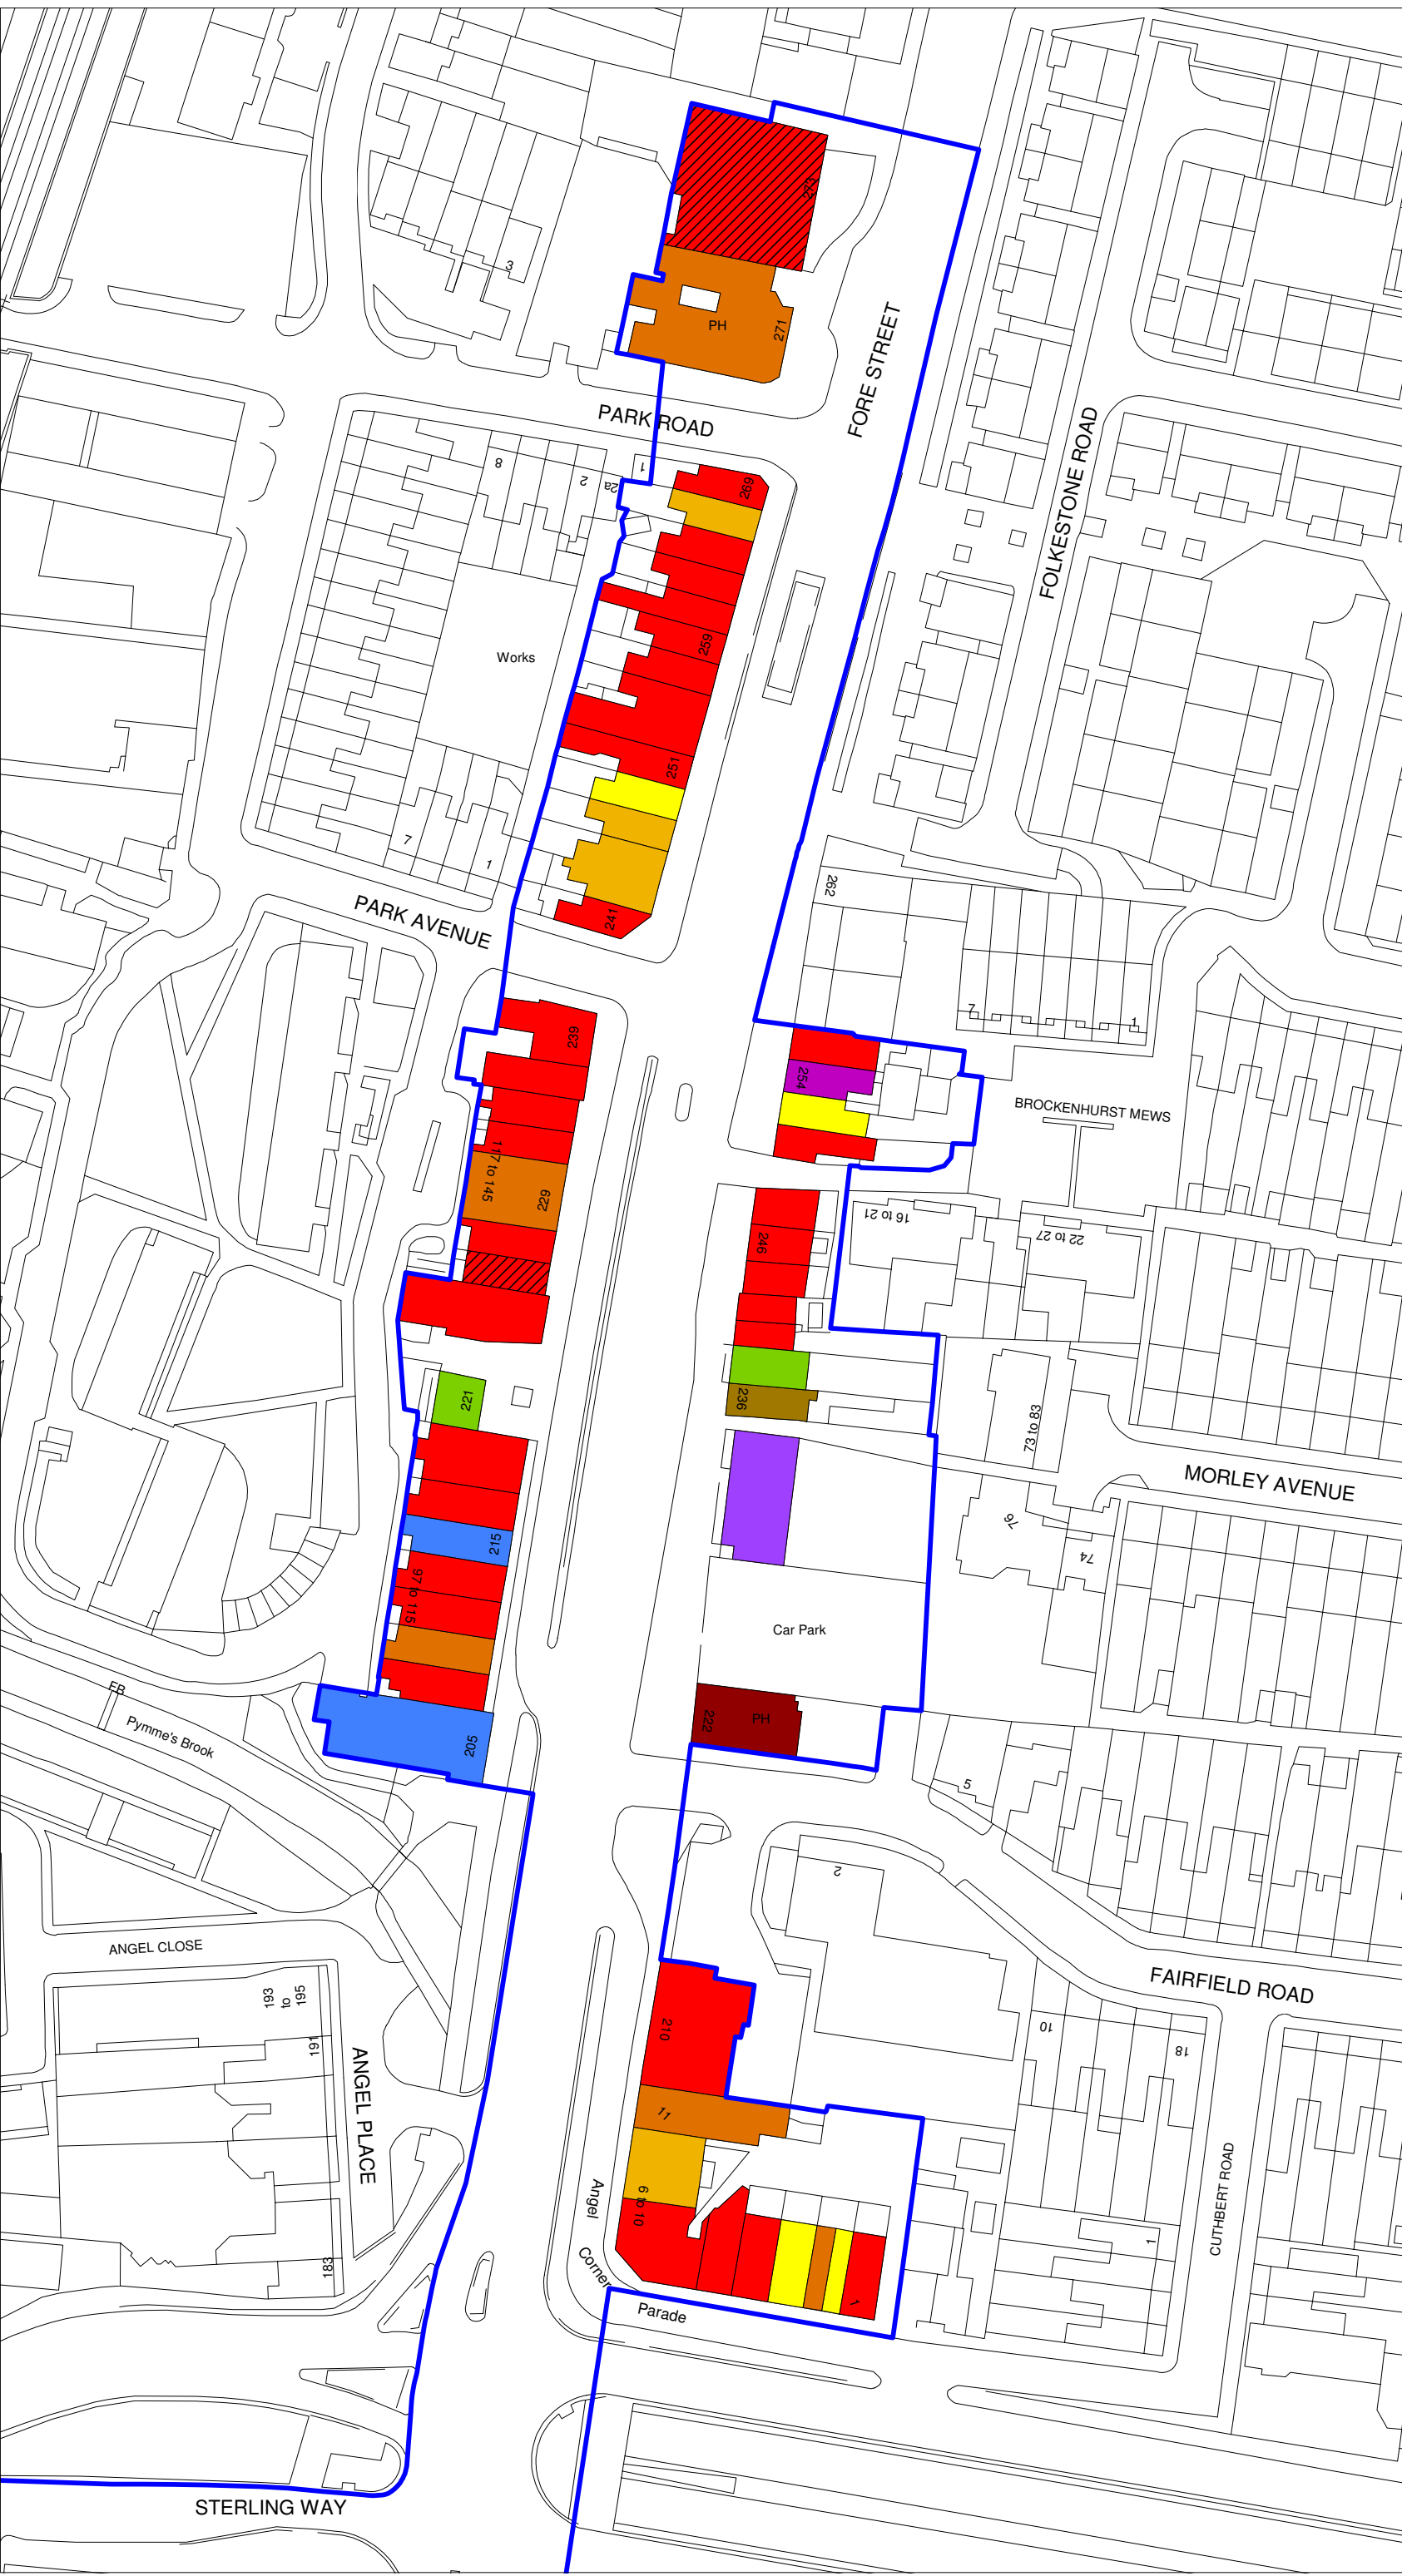 273
3
PH
271
FORE STREET
PARK ROAD
FOLKESTONE ROAD
8
2
2a
1
269
259
Works
251
7
1
262
241
PARK AVENUE
7
1
239
254
BROCKENHURST MEWS
117 to 145
229
16 to 21
22 to 27
246
221
236
73 to 83
MORLEY AVENUE
76
74
215
97 to 115
Car Park
FB
Pymme's Brook
222
PH
205
5
2
ANGEL CLOSE
FAIRFIELD ROAD
193
to
195
191
210
10
18
ANGEL PLACE
11
CUTHBERT ROAD
Angel
6 to 10
1
183
Corner
Parade
1
STERLING WAY